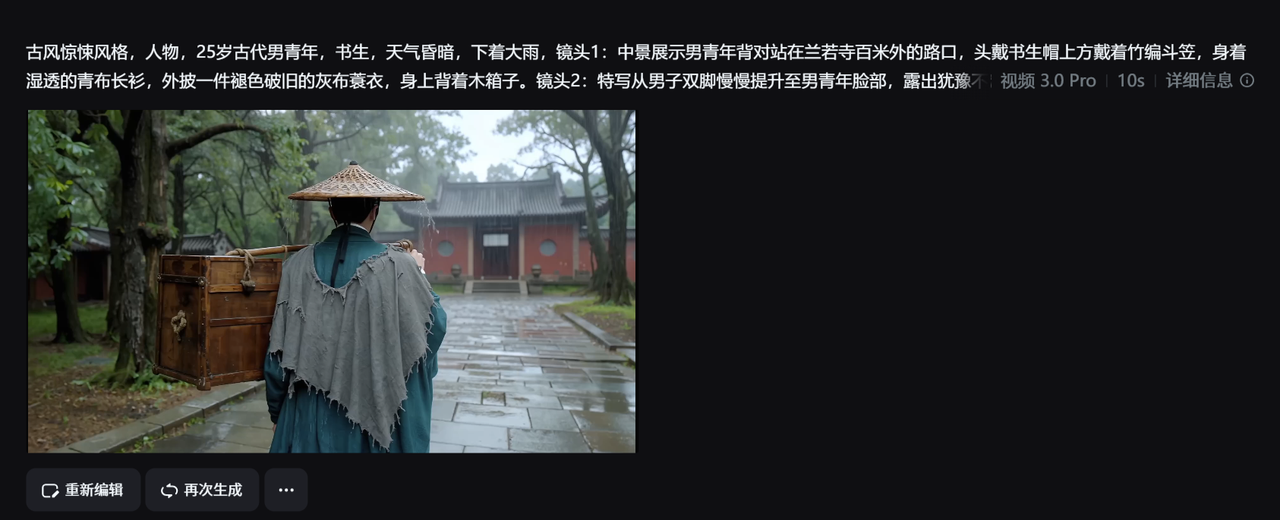 古风惊悚风格，人物，25岁古代男青年，书生，天气昏暗，下着大雨，镜头1：中景展示男青年背对站在兰若寺百米外的路口，头戴书生帽上方戴着竹编斗笠，身着
湿透的青布长衫，外披一件褪色破旧的灰布蓑衣，身上背着木箱子。镜头2：特写从男子双脚慢慢提升至男青年脸部，露出犹豫不 视频 3.0 Pro | 10s | 详细信息
重新编辑 再次生成